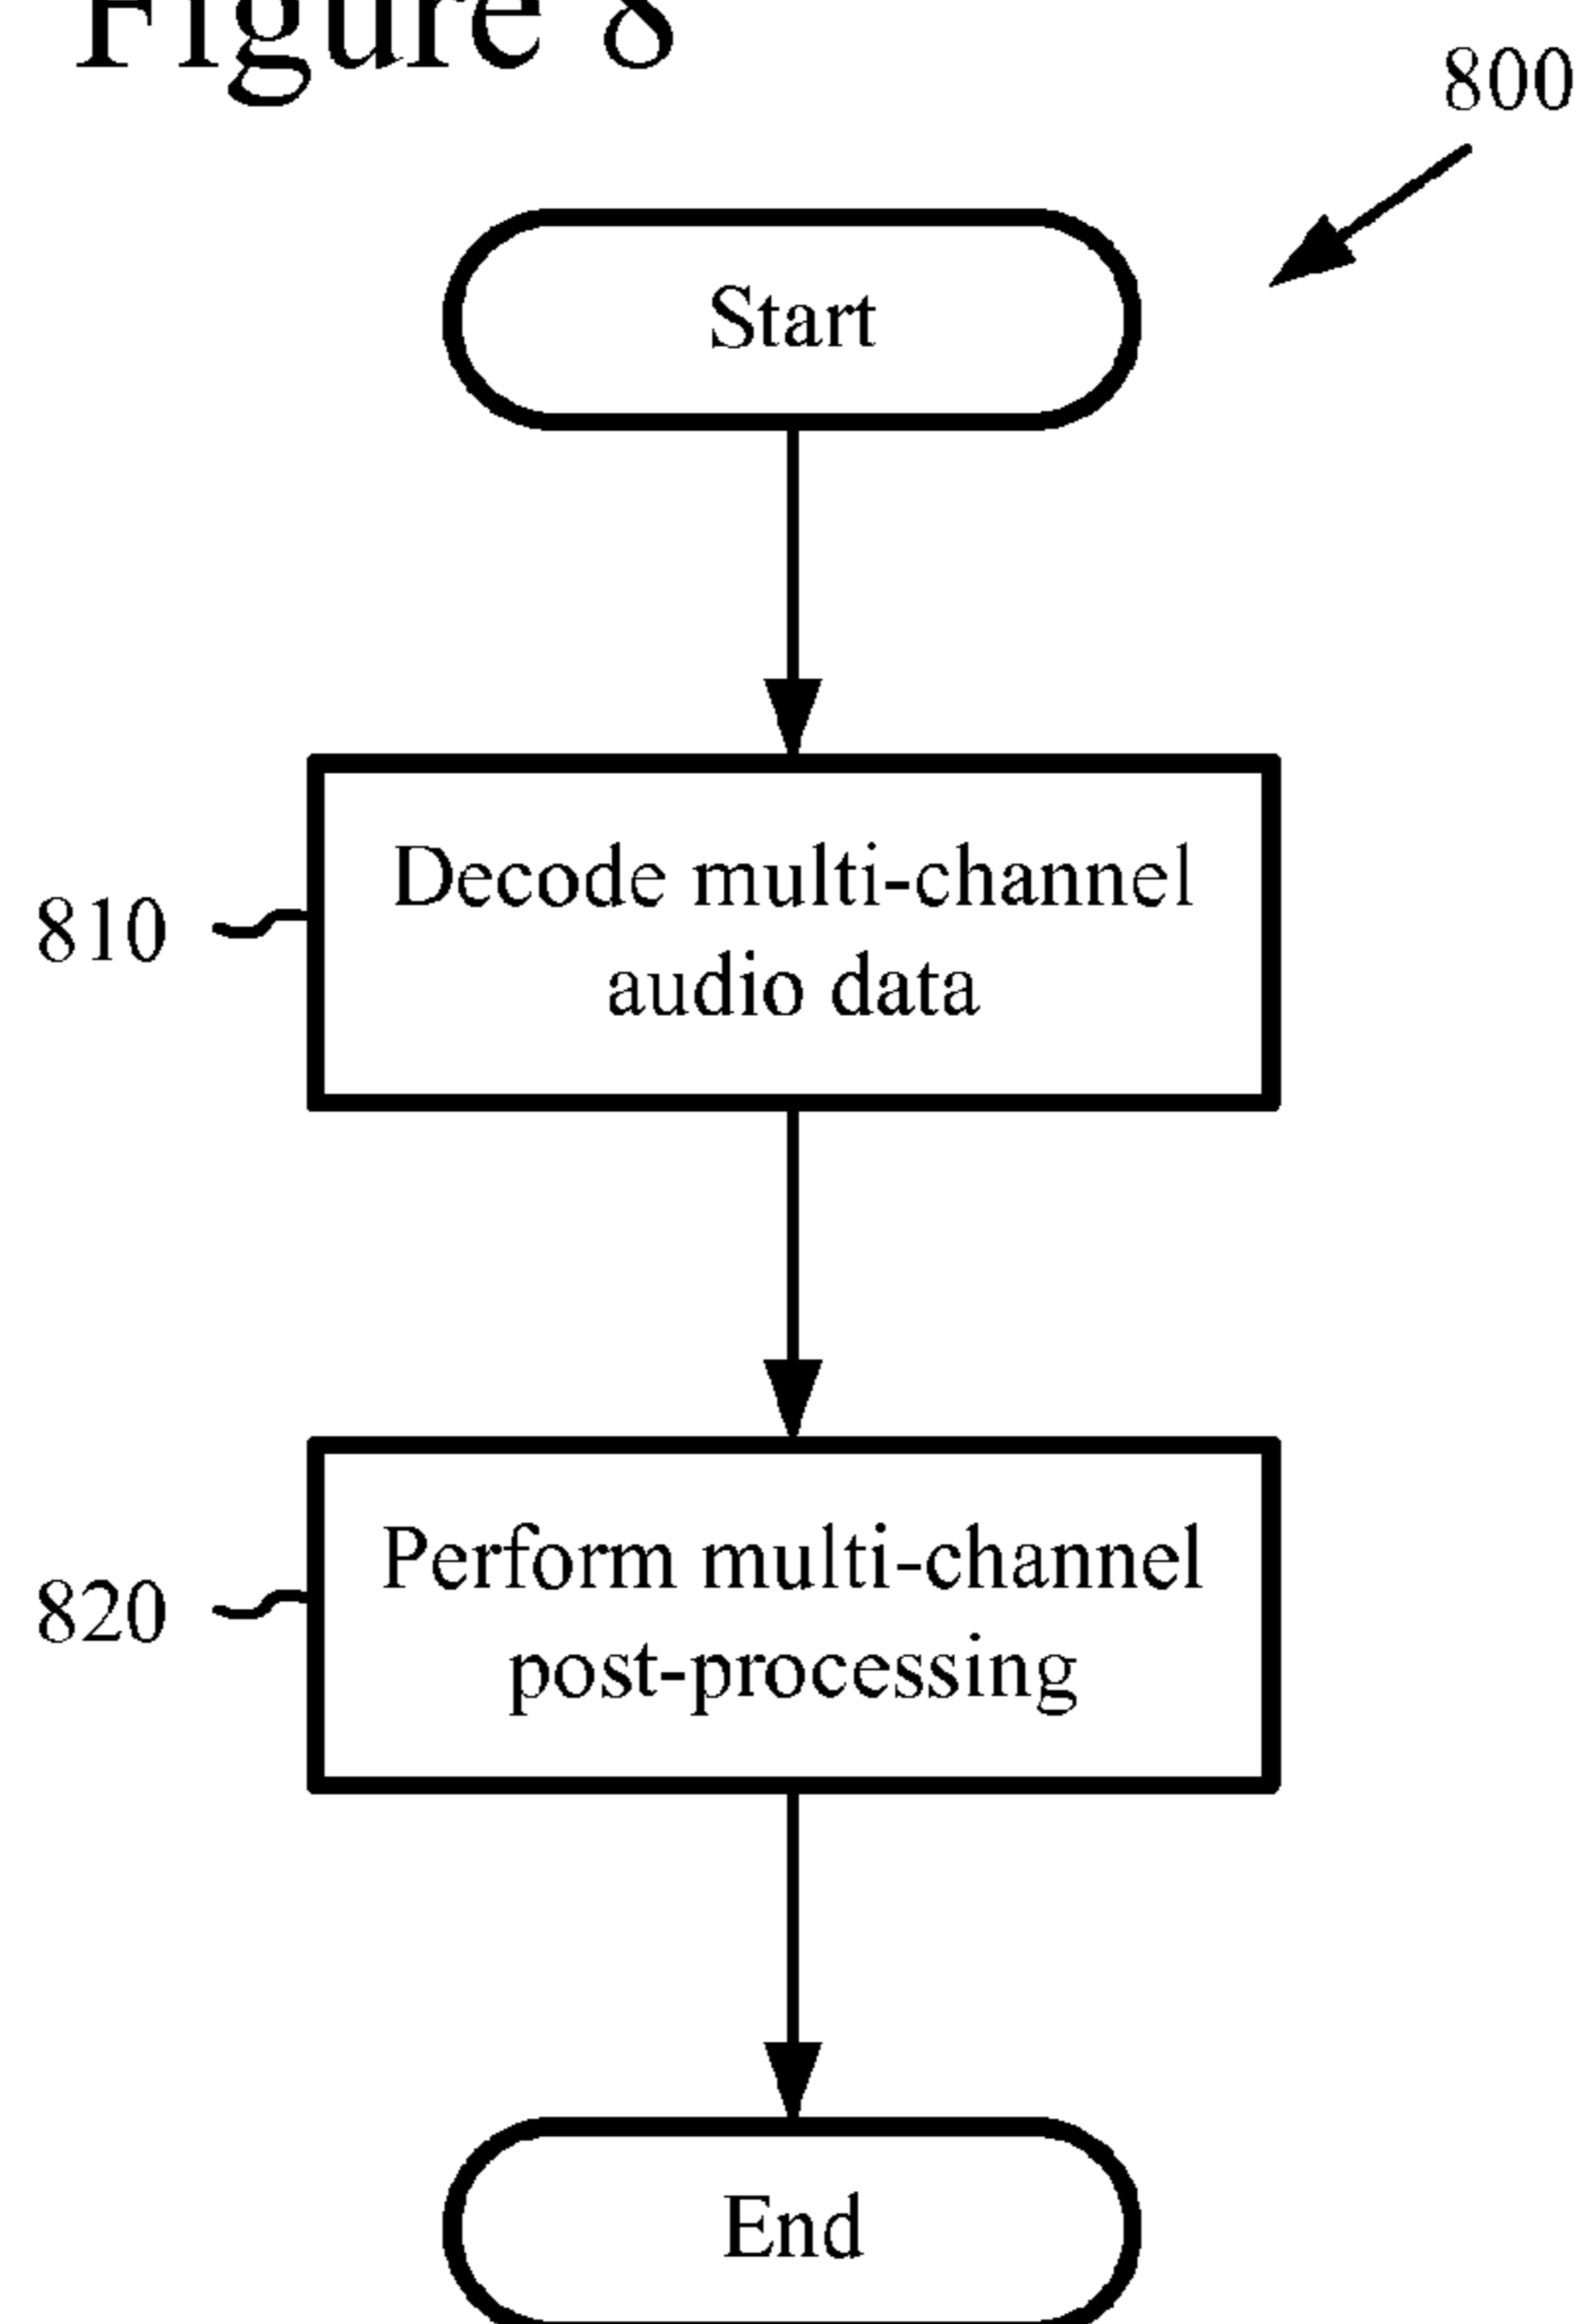 Figure 8
800
Start
810
Decode multi-channel
audio data
820
Perform multi-channel
post-processing
End